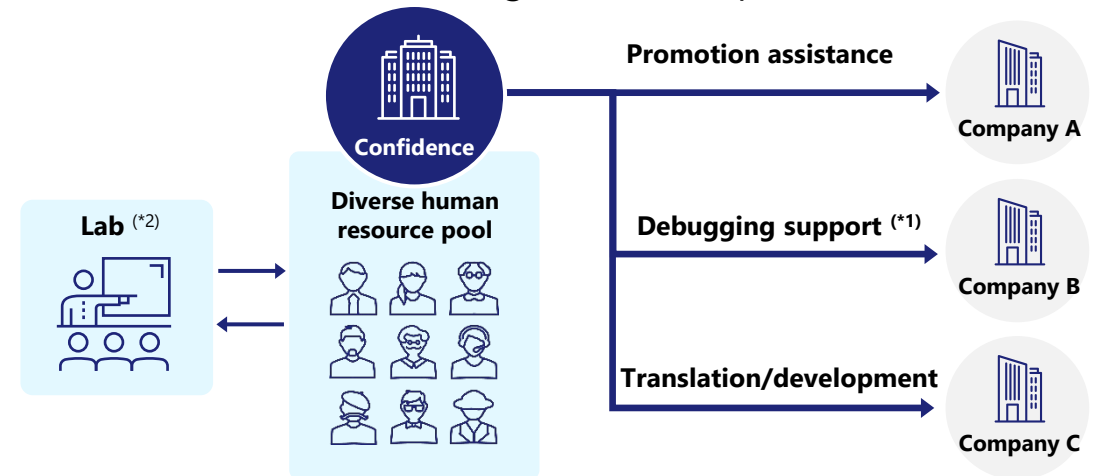 Confidence
Diverse human
resource pool
Lab (*2)
Promotion assistance
Company A
Debugging support (*1)
Company B
Translation/development
Company C